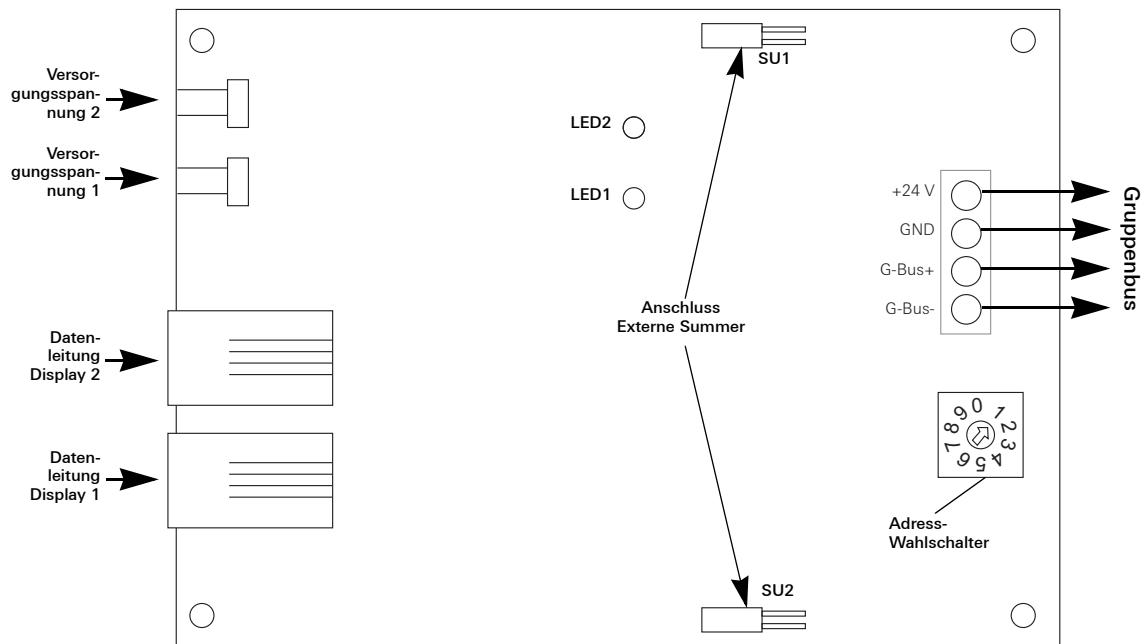 SU1
Versor-
gungsspan-
nung 2
LED2
Versor-
gungsspan-
nung 1
LED1
+24 V
GND
G-Bus+
G-Bus-
Gruppenbus
Anschluss
Externe Summer
Daten-
leitung
Display 2
0
1
2
3
4
5
6
7
8
9
Daten-
leitung
Display 1
Adress-
Wahlschalter
SU2